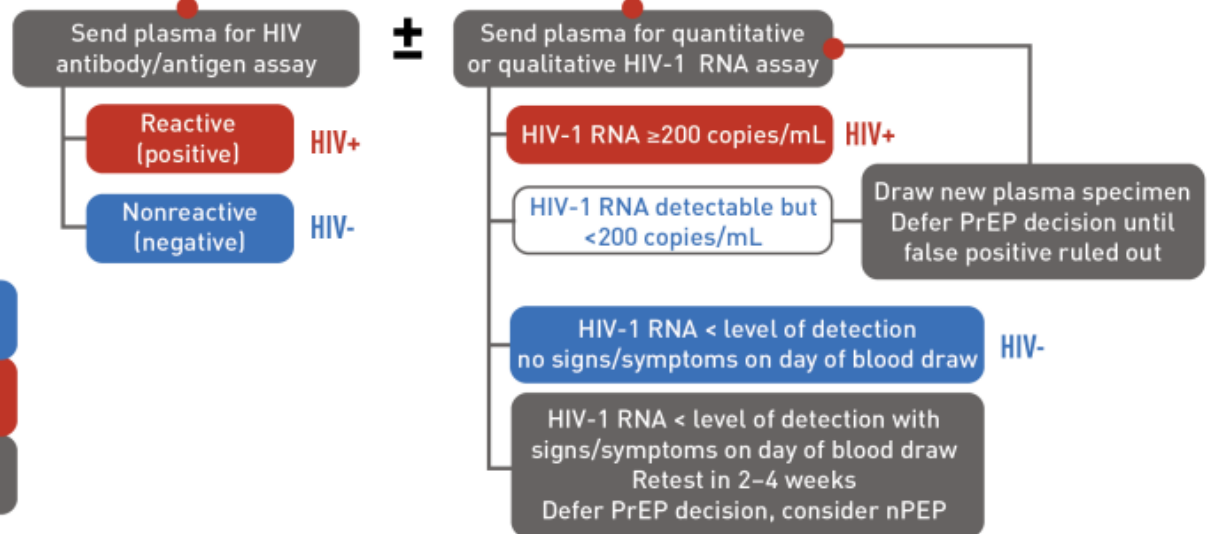 Send plasma for HIV
antibody/antigen assay
±
Send plasma for quantitative
or qualitative HIV-1 RNA assay
Reactive
(positive)
HIV+
Nonreactive
(negative)
HIV-
HIV-1 RNA ≥200 copies/mL
HIV+
HIV-1 RNA detectable but
<200 copies/mL
Draw new plasma specimen
Defer PrEP decision until
false positive ruled out
HIV-1 RNA < level of detection
no signs/symptoms on day of blood draw
HIV-
HIV-1 RNA < level of detection with
signs/symptoms on day of blood draw
Retest in 2–4 weeks
Defer PrEP decision, consider nPEP